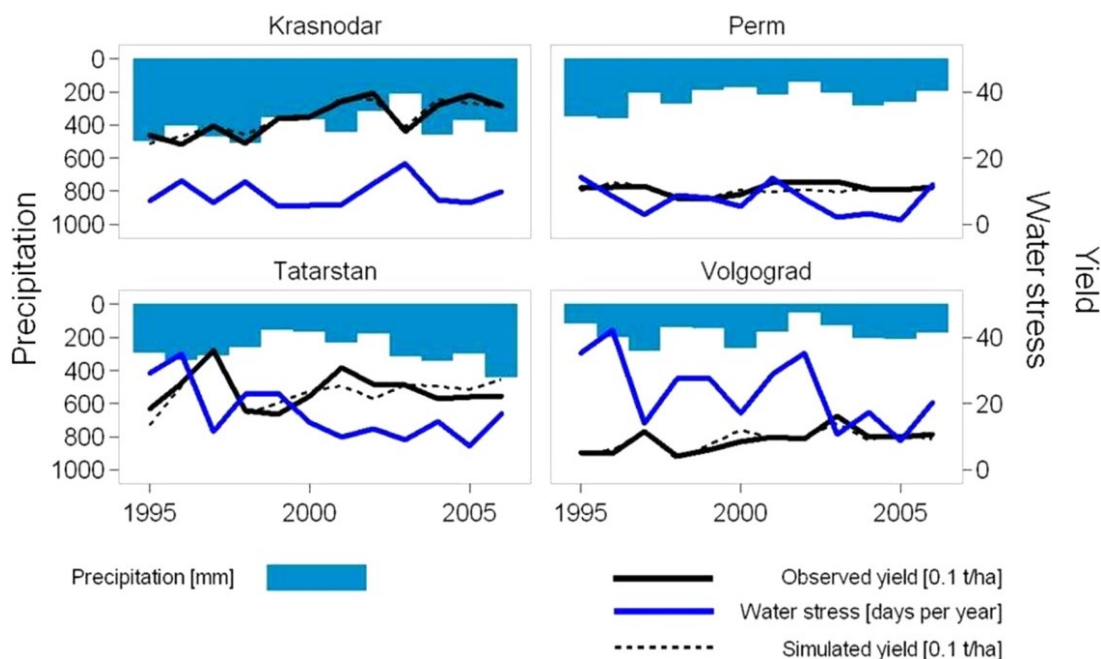 Krasnodar
Perm
0
200
400
600
800
1000
40
20
0
Tatarstan
Volgograd
0
200
400
600
800
1000
40
20
0
1995
2000
2005
1995
2000
2005
Precipitation
Water stress
Yield
Precipitation [mm]
Observed yield [0.1 t/ha]
Water stress [days per year]
Simulated yield [0.1 t/ha]